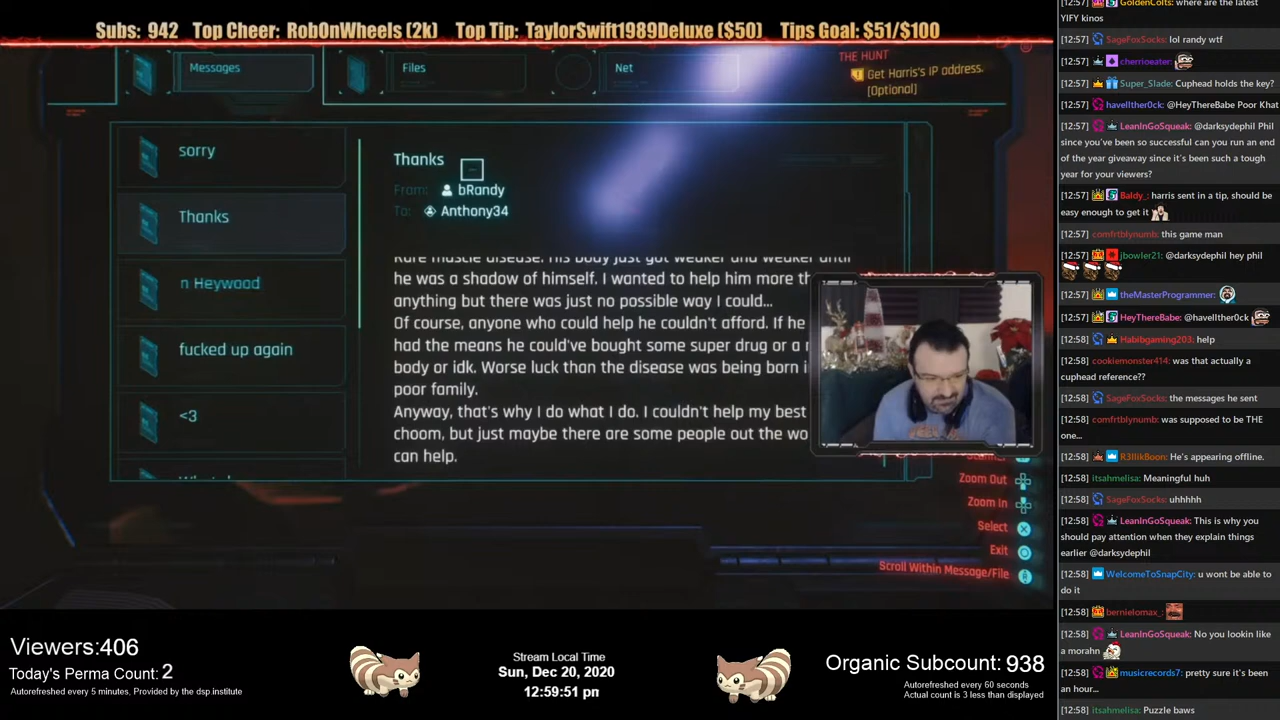 Subs: 942 Top Cheer: RobOnWheels (2k) Top Tip: TaylorSwift1989Deluxe ($50) Tips Goal: $51/$100
Messages
Files
Net
THE HUNT
Get Harris's IP address.
[Optional]
sorry
Thanks
n Heywood
fucked up again
<3
Thanks
From: bRandy
To: Anthony34
Rare muscle disease. His body just got weaker and weaker until
he was a shadow of himself. I wanted to help him more th
anything but there was just no possible way I could...
Of course, anyone who could help he couldn't afford. If he
had the means he could've bought some super drug or a
body or idk. Worse luck than the disease was being born i
poor family.
Anyway, that's why I do what I do. I couldn't help my best
choom, but just maybe there are some people out the wo
can help.
Zoom Out
Zoom In
Select
Exit
Scroll Within Message/File
Viewers:406
Today's Perma Count: 2
Autorefreshed every 5 minutes, Provided by the dsp.institute
Stream Local Time
Sun, Dec 20, 2020
12:59:51 pm
Organic Subcount: 938
Autorefreshed every 60 seconds
Actual count is 3 less than displayed
[12:57] GoldenColts: where are the latest
YIFY kinos
[12:57] SageFoxSocks: lol randy wtf
[12:57] cherrioeater:
[12:57] Super_Slade: Cuphead holds the key?
[12:57] havellther0ck: @HeyThereBabe Poor Khat
[12:57] LeanInGoSqueak: @darksydephil Phil
since you've been so successful can you run an end
of the year giveaway since it's been such a tough
year for your viewers?
[12:57] Baldy_: harris sent in a tip, should be
easy enough to get it
[12:57] comfrtblynumb: this game man
[12:57] jbowler21: @darksydephil hey phil
[12:57] theMasterProgrammer:
[12:57] HeyThereBabe: @havellther0ck
[12:57] Habibgaming203: help
[12:58] cookiemonster414: was that actually a
cuphead reference??
[12:58] SageFoxSocks: the messages he sent
[12:58] comfrtblynumb: was supposed to be THE
one...
[12:58] R3llikBoon: He's appearing offline.
[12:58] itsahmelisa: Meaningful huh
[12:58] SageFoxSocks: uhhhhh
[12:58] LeanInGoSqueak: This is why you
should pay attention when they explain things
earlier @darksydephil
[12:58] WelcomeToSnapCity: u wont be able to
do it
[12:58] bernielomax_:
[12:58] LeanInGoSqueak: No you lookin like
a morahn
[12:58] musicrecords7: pretty sure it's been
an hour...
[12:58] itsahmelisa: Puzzle baws